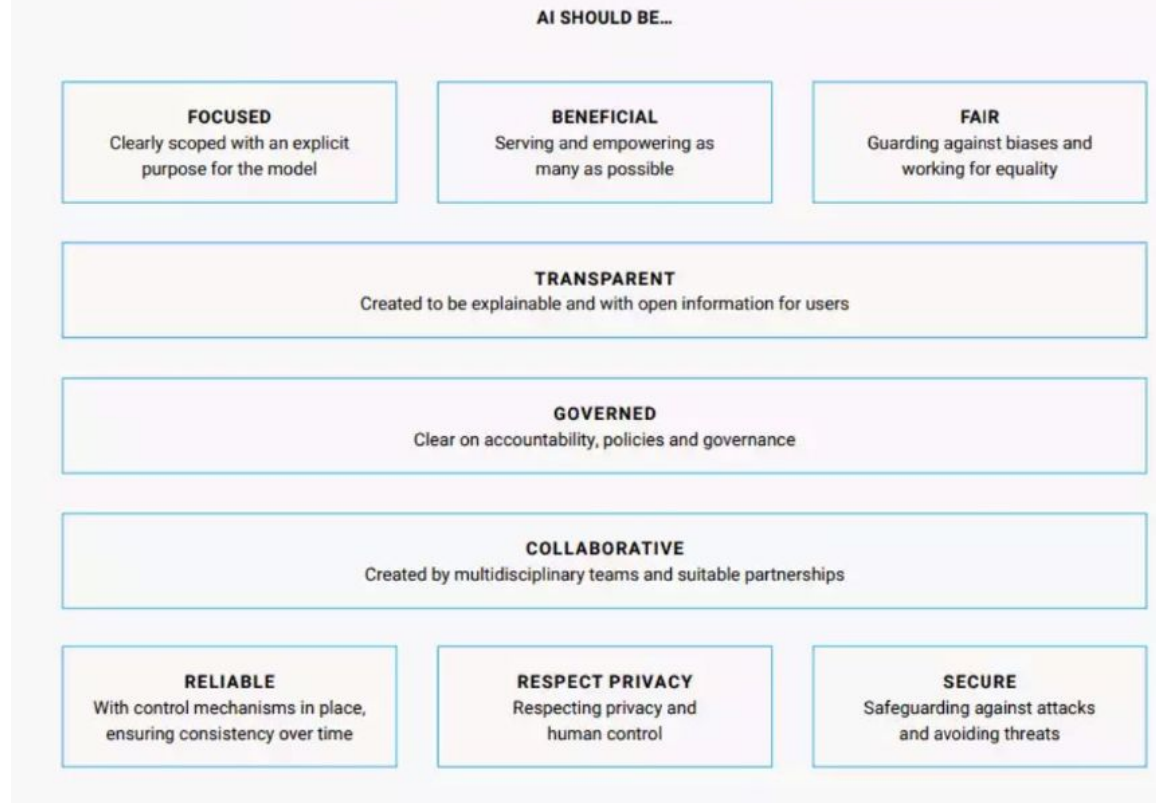 AI SHOULD BE...
FOCUSED
Clearly scoped with an explicit
purpose for the model
BENEFICIAL
Serving and empowering as
many as possible
FAIR
Guarding against biases and
working for equality
TRANSPARENT
Created to be explainable and with open information for users
GOVERNED
Clear on accountability, policies and governance
COLLABORATIVE
Created by multidisciplinary teams and suitable partnerships
RELIABLE
With control mechanisms in place,
ensuring consistency over time
RESPECT PRIVACY
Respecting privacy and
human control
SECURE
Safeguarding against attacks
and avoiding threats